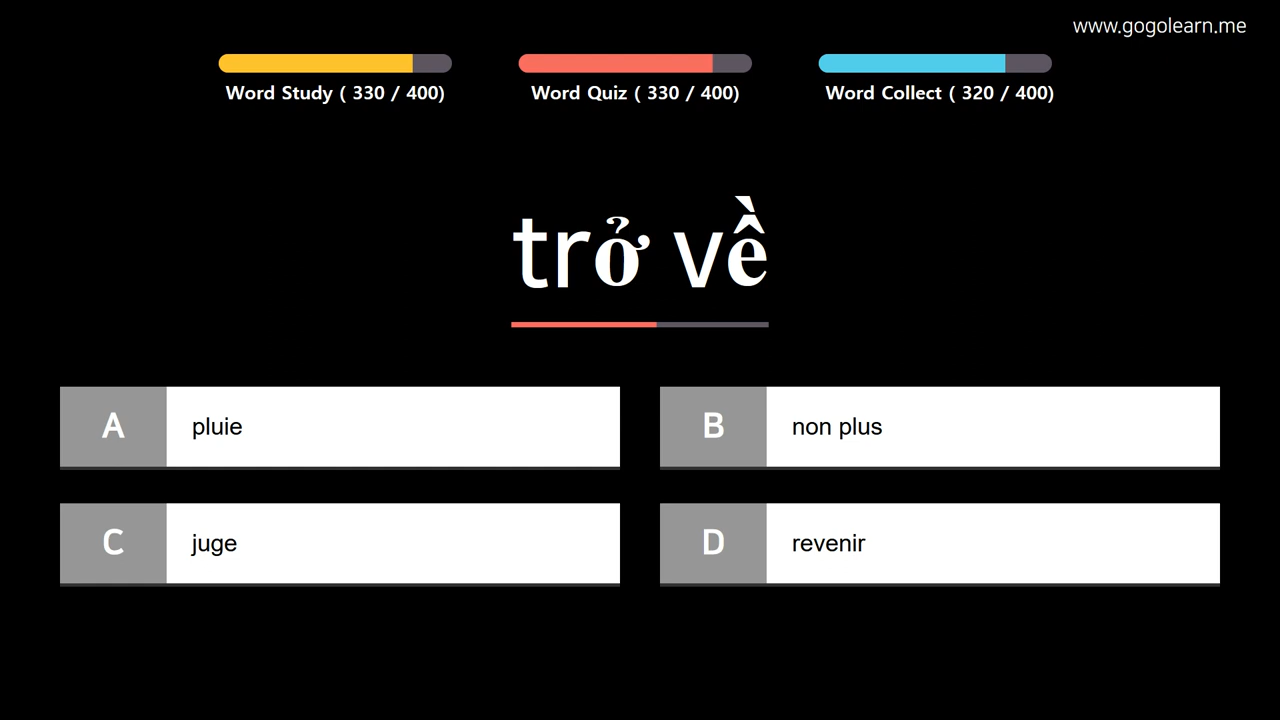 www.gogolearn.me
Word Study ( 330 / 400)
Word Quiz ( 330 / 400)
Word Collect ( 320 / 400)
trở về
A pluie
B non plus
C juge
D revenir